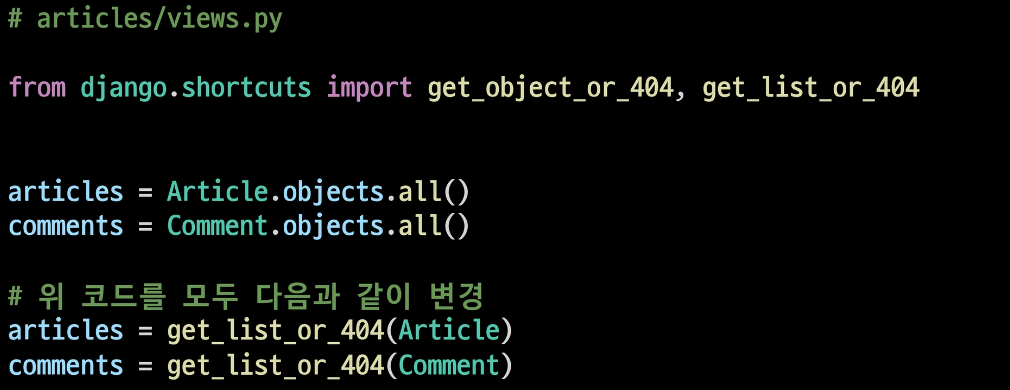 # articles/views.py
from django.shortcuts import get_object_or_404, get_list_or_404
articles = Article.objects.all()
comments = Comment.objects.all()
# 위 코드를 모두 다음과 같이 변경
articles = get_list_or_404(Article)
comments = get_list_or_404(Comment)